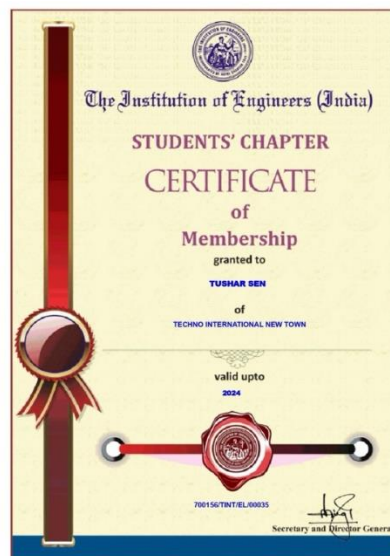 The Institution of Engineers (India)
STUDENTS' CHAPTER
CERTIFICATE
of
Membership
granted to
TUSHAR SEN
of
TECHNO INTERNATIONAL NEW TOWN
valid upto
2024
700156/TINT/EL/00035
Secretary and Director General